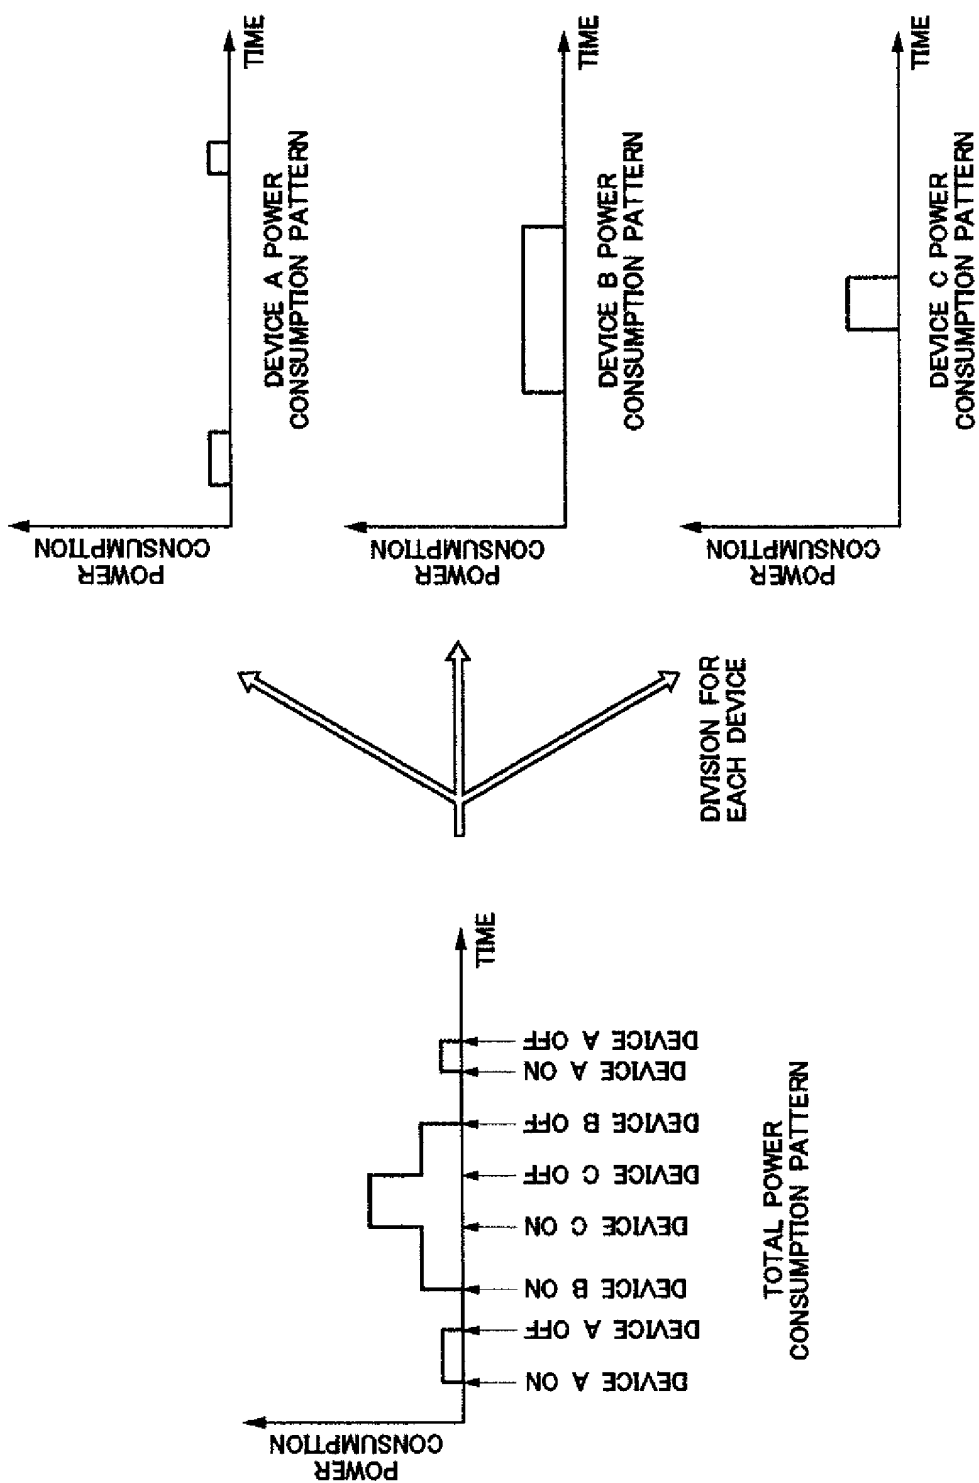 POWER
CONSUMPTION
TIME
DEVICE A ON
DEVICE A OFF
DEVICE B ON
DEVICE C ON
DEVICE C OFF
DEVICE B OFF
DEVICE A ON
DEVICE A OFF
TOTAL POWER
CONSUMPTION PATTERN
DIVISION FOR
EACH DEVICE
POWER
CONSUMPTION
TIME
DEVICE A POWER
CONSUMPTION PATTERN
POWER
CONSUMPTION
TIME
DEVICE B POWER
CONSUMPTION PATTERN
POWER
CONSUMPTION
TIME
DEVICE C POWER
CONSUMPTION PATTERN